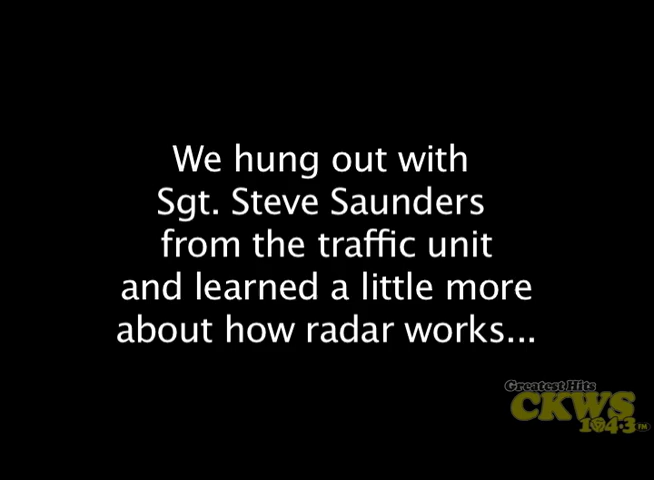 We hung out with
Sgt. Steve Saunders
from the traffic unit
and learned a little more
about how radar works...
Greatest Hits
CKWS
104.3 FM